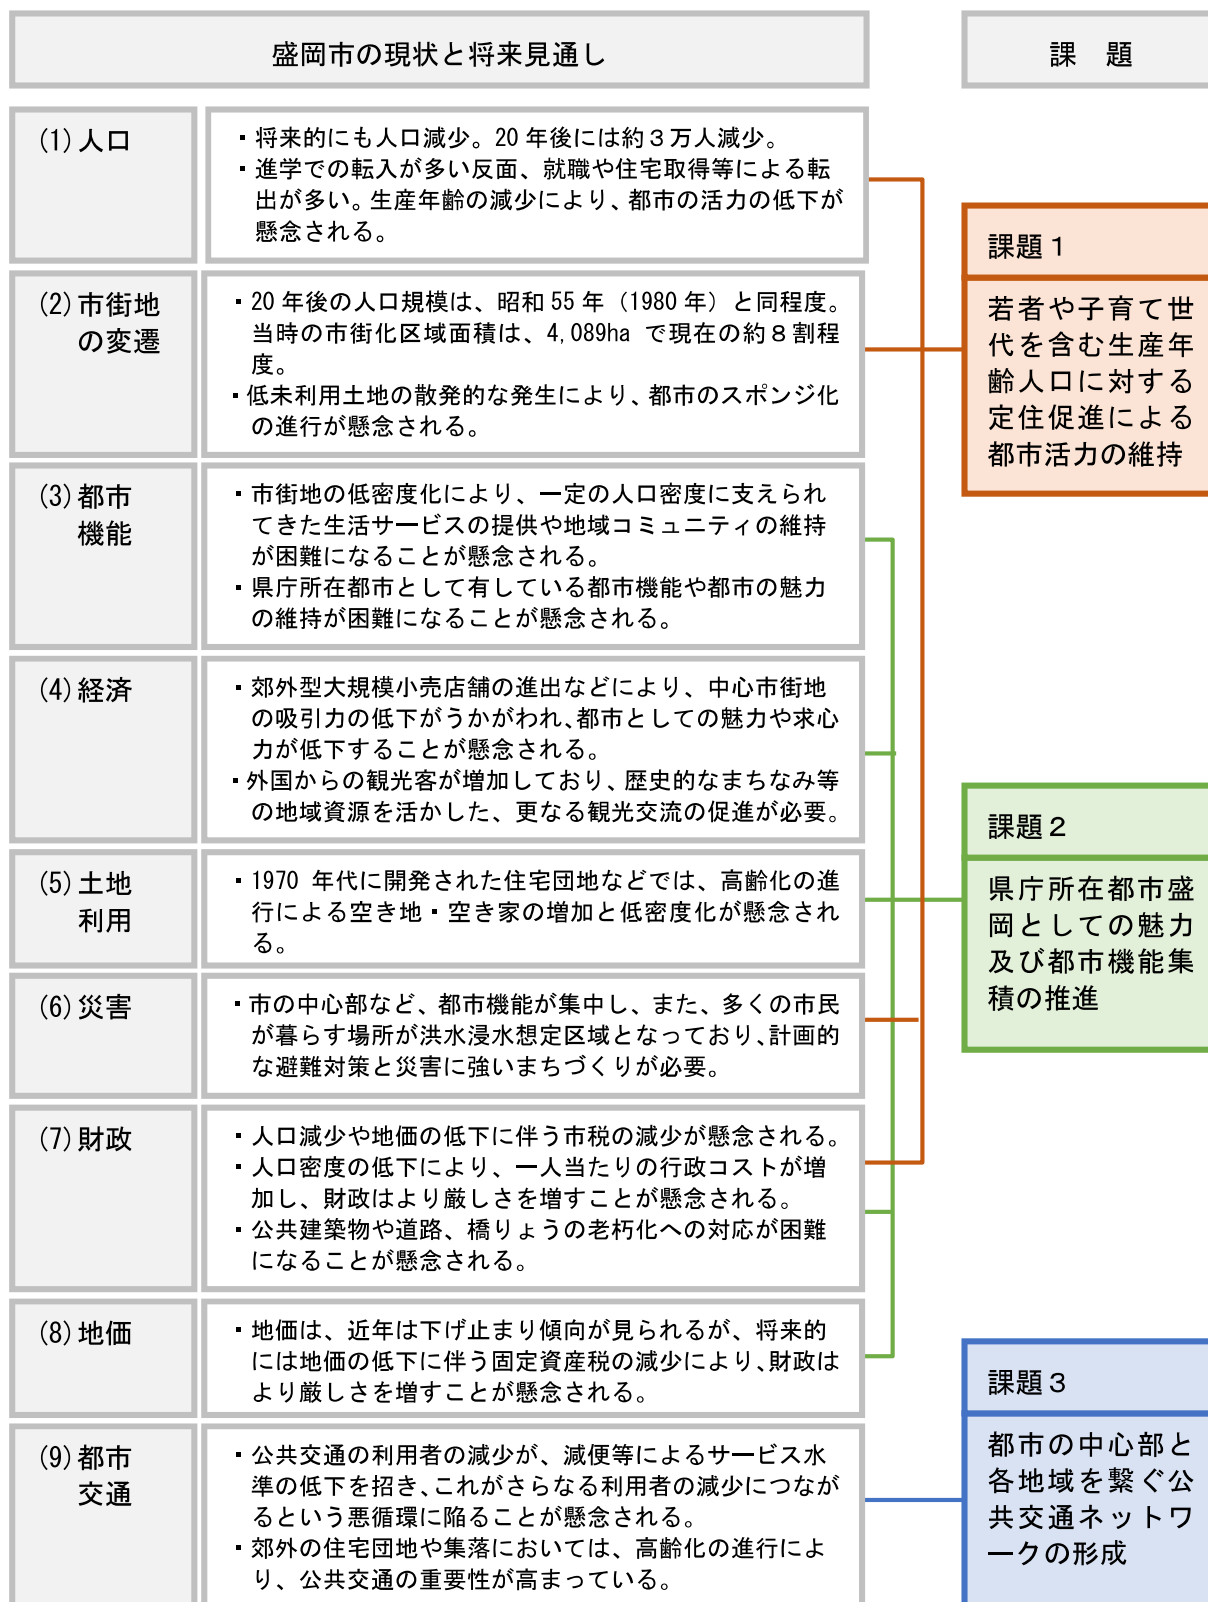 盛岡市の現状と将来見通し
課　題
(1)人口
・将来的にも人口減少。20 年後には約３万人減少。
・進学での転入が多い反面、就職や住宅取得等による転
出が多い。生産年齢の減少により、都市の活力の低下が
懸念される。
(2)市街地
の変遷
・20 年後の人口規模は、昭和 55 年（1980 年）と同程度。
当時の市街化区域面積は、4,089ha で現在の約８割程
度。
・低未利用土地の散発的な発生により、都市のスポンジ化
の進行が懸念される。
(3)都市
機能
・市街地の低密度化により、一定の人口密度に支えられ
てきた生活サービスの提供や地域コミュニティの維持
が困難になることが懸念される。
・県庁所在都市として有している都市機能や都市の魅力
の維持が困難になることが懸念される。
(4)経済
・郊外型大規模小売店舗の進出などにより、中心市街地
の吸引力の低下がうかがわれ、都市としての魅力や求心
力が低下することが懸念される。
・外国からの観光客が増加しており、歴史的なまちなみ等
の地域資源を活かした、更なる観光交流の促進が必要。
(5)土地
利用
・1970 年代に開発された住宅団地などでは、高齢化の進
行による空き地・空き家の増加と低密度化が懸念され
る。
(6)災害
・市の中心部など、都市機能が集中し、また、多くの市民
が暮らす場所が洪水浸水想定区域となっており、計画的
な避難対策と災害に強いまちづくりが必要。
(7)財政
・人口減少や地価の低下に伴う市税の減少が懸念される。
・人口密度の低下により、一人当たりの行政コストが増
加し、財政はより厳しさを増すことが懸念される。
・公共建築物や道路、橋りょうの老朽化への対応が困難
になることが懸念される。
(8)地価
・地価は、近年は下げ止まり傾向が見られるが、将来的
には地価の低下に伴う固定資産税の減少により、財政は
より厳しさを増すことが懸念される。
(9)都市
交通
・公共交通の利用者の減少が、減便等によるサービス水
準の低下を招き、これがさらなる利用者の減少につなが
るという悪循環に陥ることが懸念される。
・郊外の住宅団地や集落においては、高齢化の進行によ
り、公共交通の重要性が高まっている。
課題１
若者や子育て世
代を含む生産年
齢人口に対する
定住促進による
都市活力の維持
課題２
県庁所在都市盛
岡としての魅力
及び都市機能集
積の推進
課題３
都市の中心部と
各地域を繋ぐ公
共交通ネットワ
ークの形成